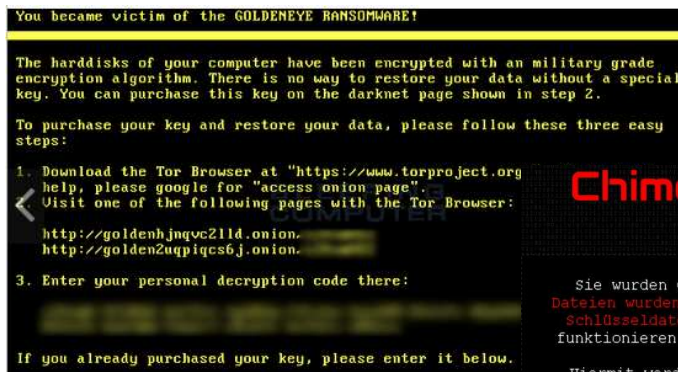 You became victim of the GOLDENEYE RANSOMWARE!
The harddisks of your computer have been encrypted with an military grade
encryption algorithm. There is no way to restore your data without a special
key. You can purchase this key on the darknet page shown in step 2.
To purchase your key and restore your data, please follow these three easy
steps:
1. Download the Tor Browser at "https://www.torproject.org
help, please google for "access onion page".
2. Visit one of the following pages with the Tor Browser:
http://goldenhjnqvc2lld.onion.
http://golden2uqpiqcs6j.onion.
3. Enter your personal decryption code there:
If you already purchased your key, please enter it below.
COMPUTER
Chim
Sie wurden
Dateien wurden
Schlüsseldat
funktionieren
Hiermit